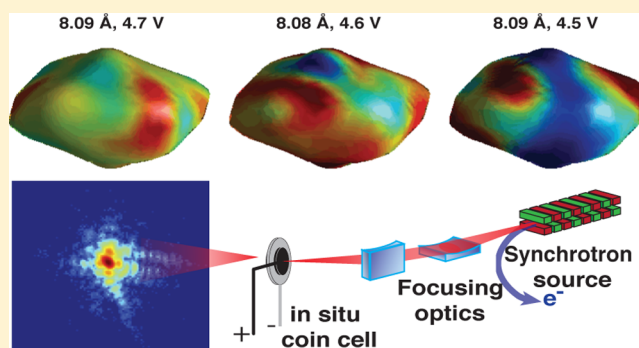 8.09 Å, 4.7 V
8.08 Å, 4.6 V
8.09 Å, 4.5 V
Synchrotron
source
e-
Focusing
optics
in situ
coin cell
+
-